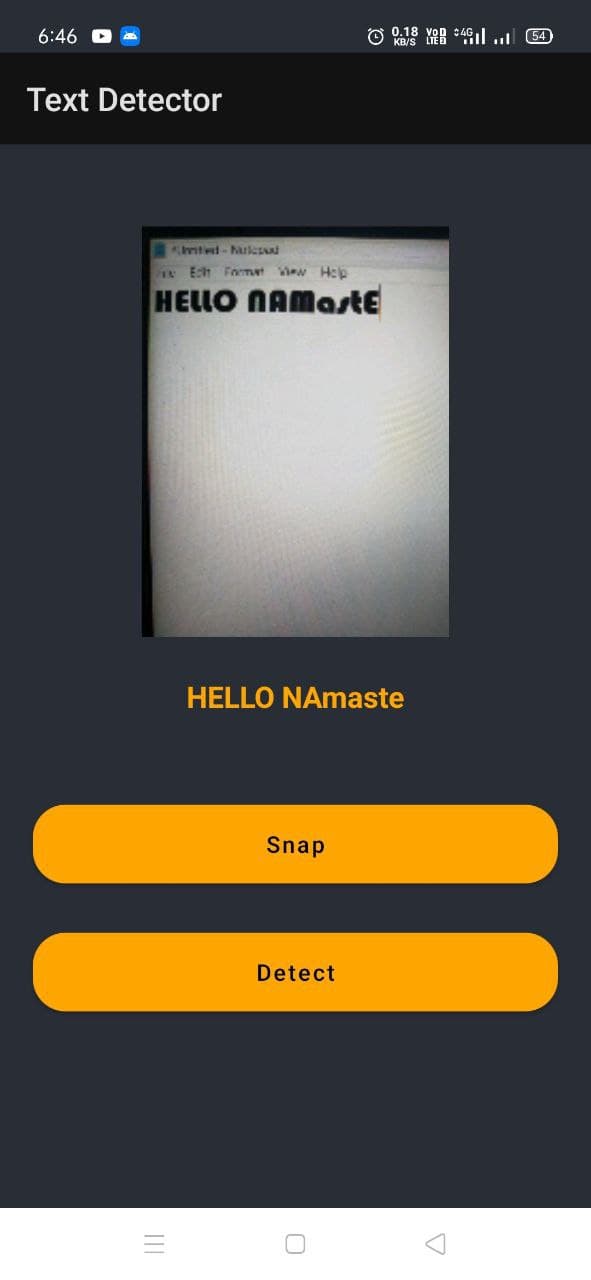 6:46 0.18 KB/S VoD LTED 4G 54
Text Detector
*Untitled - Notepad
File Edit Format View Help
HELLO NAMastE
HELLO NAmaste
Snap
Detect